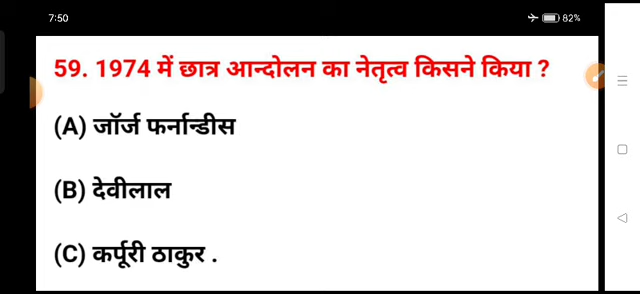 7:50
82%
59. 1974 में छात्र आन्दोलन का नेतृत्व किसने किया ?
(A) जॉर्ज फर्नान्डीस
(B) देवीलाल
(C) कर्पूरी ठाकुर .